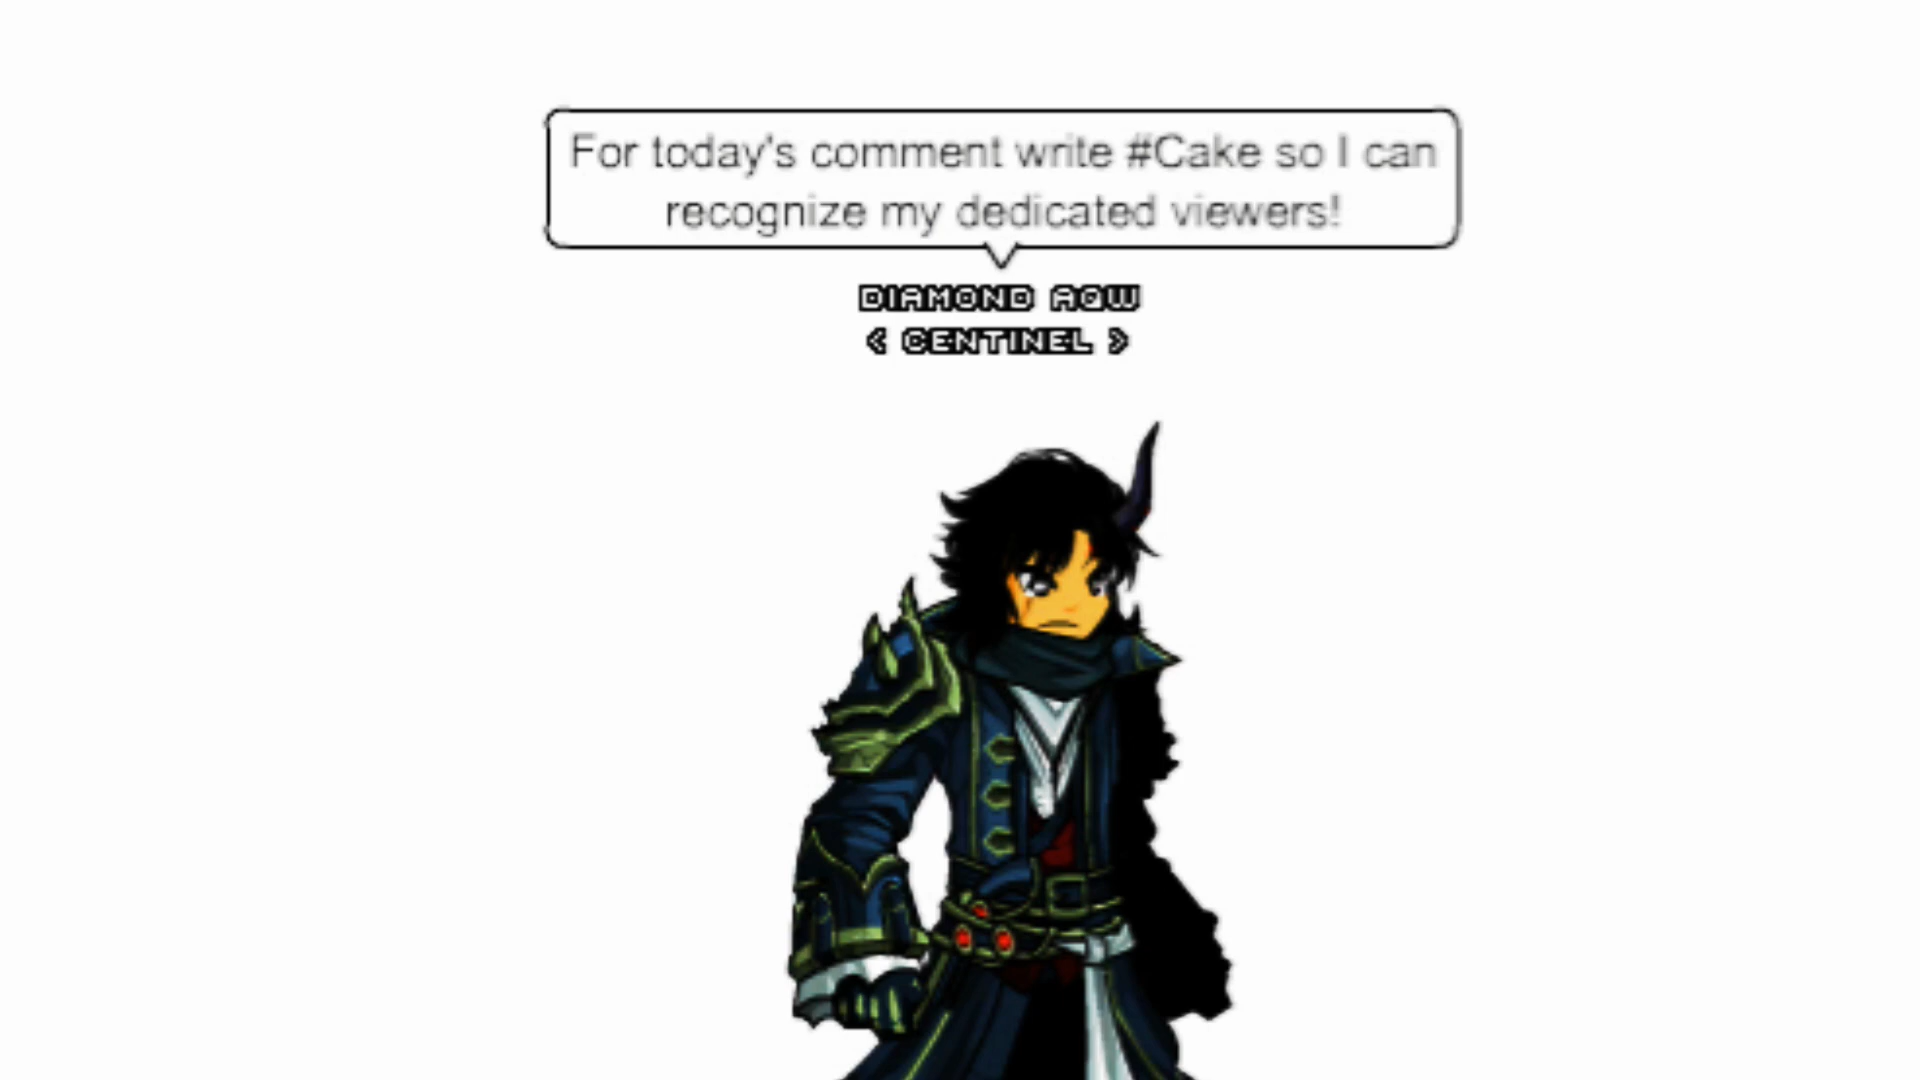 For today's comment write #Cake so I can
recognize my dedicated viewers!
DIAMOND AQW
< CENTINEL >